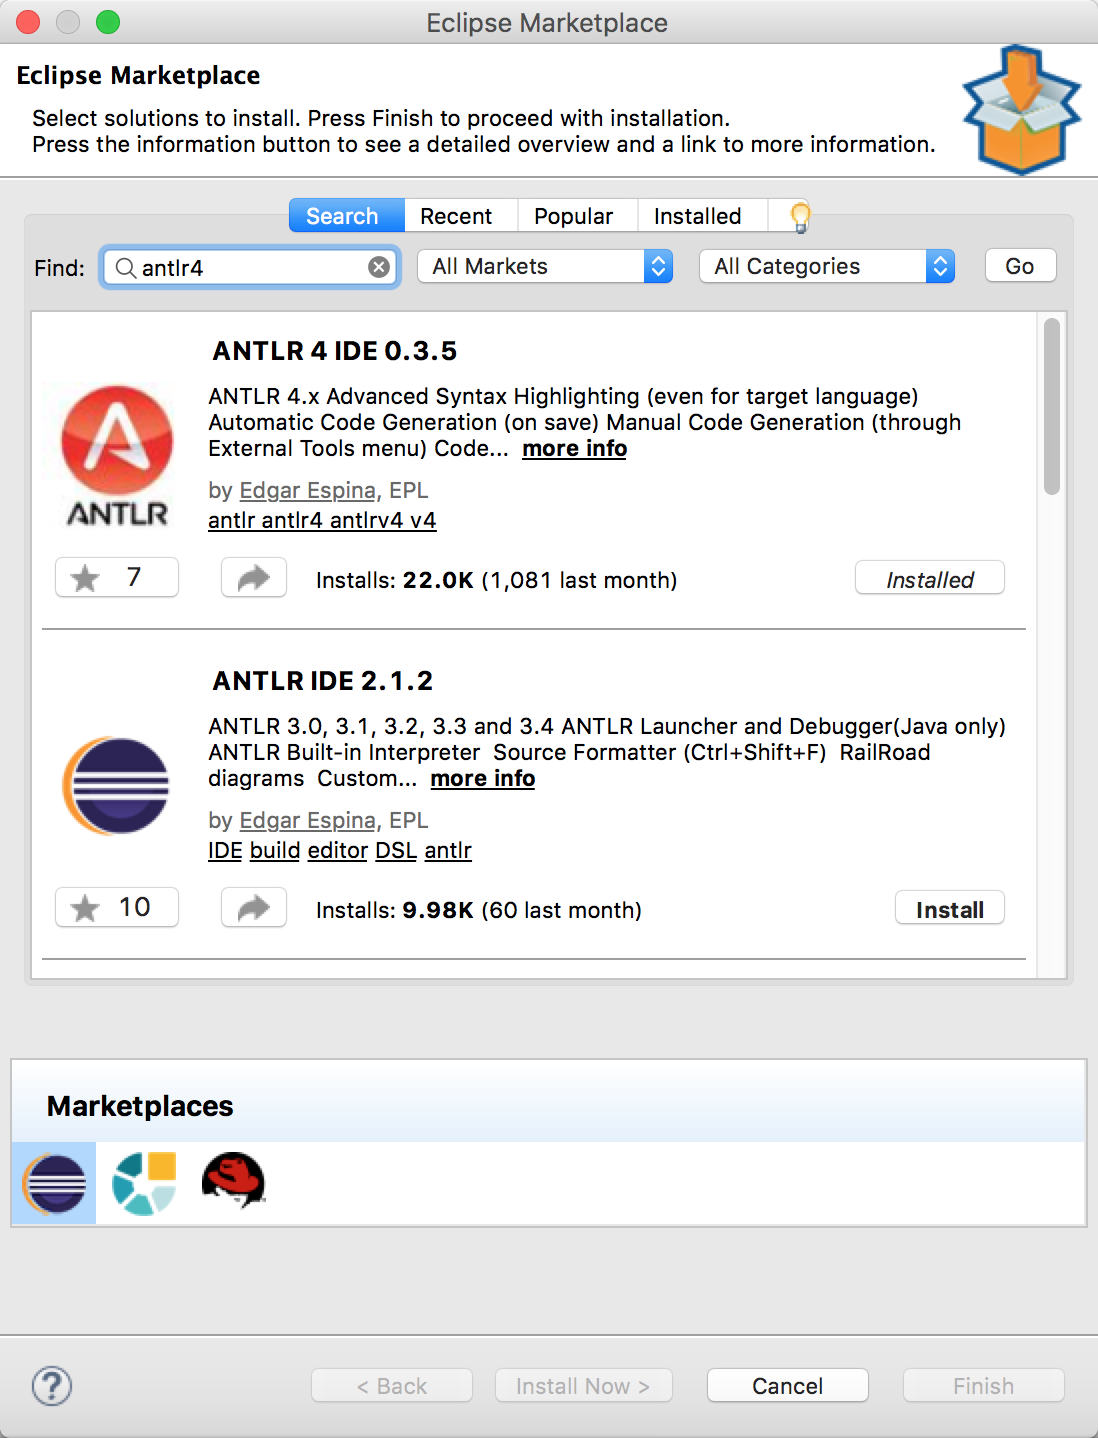 Eclipse Marketplace
Eclipse Marketplace
Select solutions to install. Press Finish to proceed with installation.
Press the information button to see a detailed overview and a link to more information.
Search Recent Popular Installed
Find: antlr4 All Markets All Categories Go
ANTLR 4 IDE 0.3.5
ANTLR 4.x Advanced Syntax Highlighting (even for target language)
Automatic Code Generation (on save) Manual Code Generation (through
External Tools menu) Code... more info
ANTLR
by Edgar Espina, EPL
antlr antlr4 antlrv4 v4
7 Installs: 22.0K (1,081 last month) Installed
ANTLR IDE 2.1.2
ANTLR 3.0, 3.1, 3.2, 3.3 and 3.4 ANTLR Launcher and Debugger(Java only)
ANTLR Built-in Interpreter  Source Formatter (Ctrl+Shift+F)  RailRoad
diagrams  Custom... more info
by Edgar Espina, EPL
IDE build editor DSL antlr
10 Installs: 9.98K (60 last month) Install
Marketplaces
? < Back Install Now > Cancel Finish